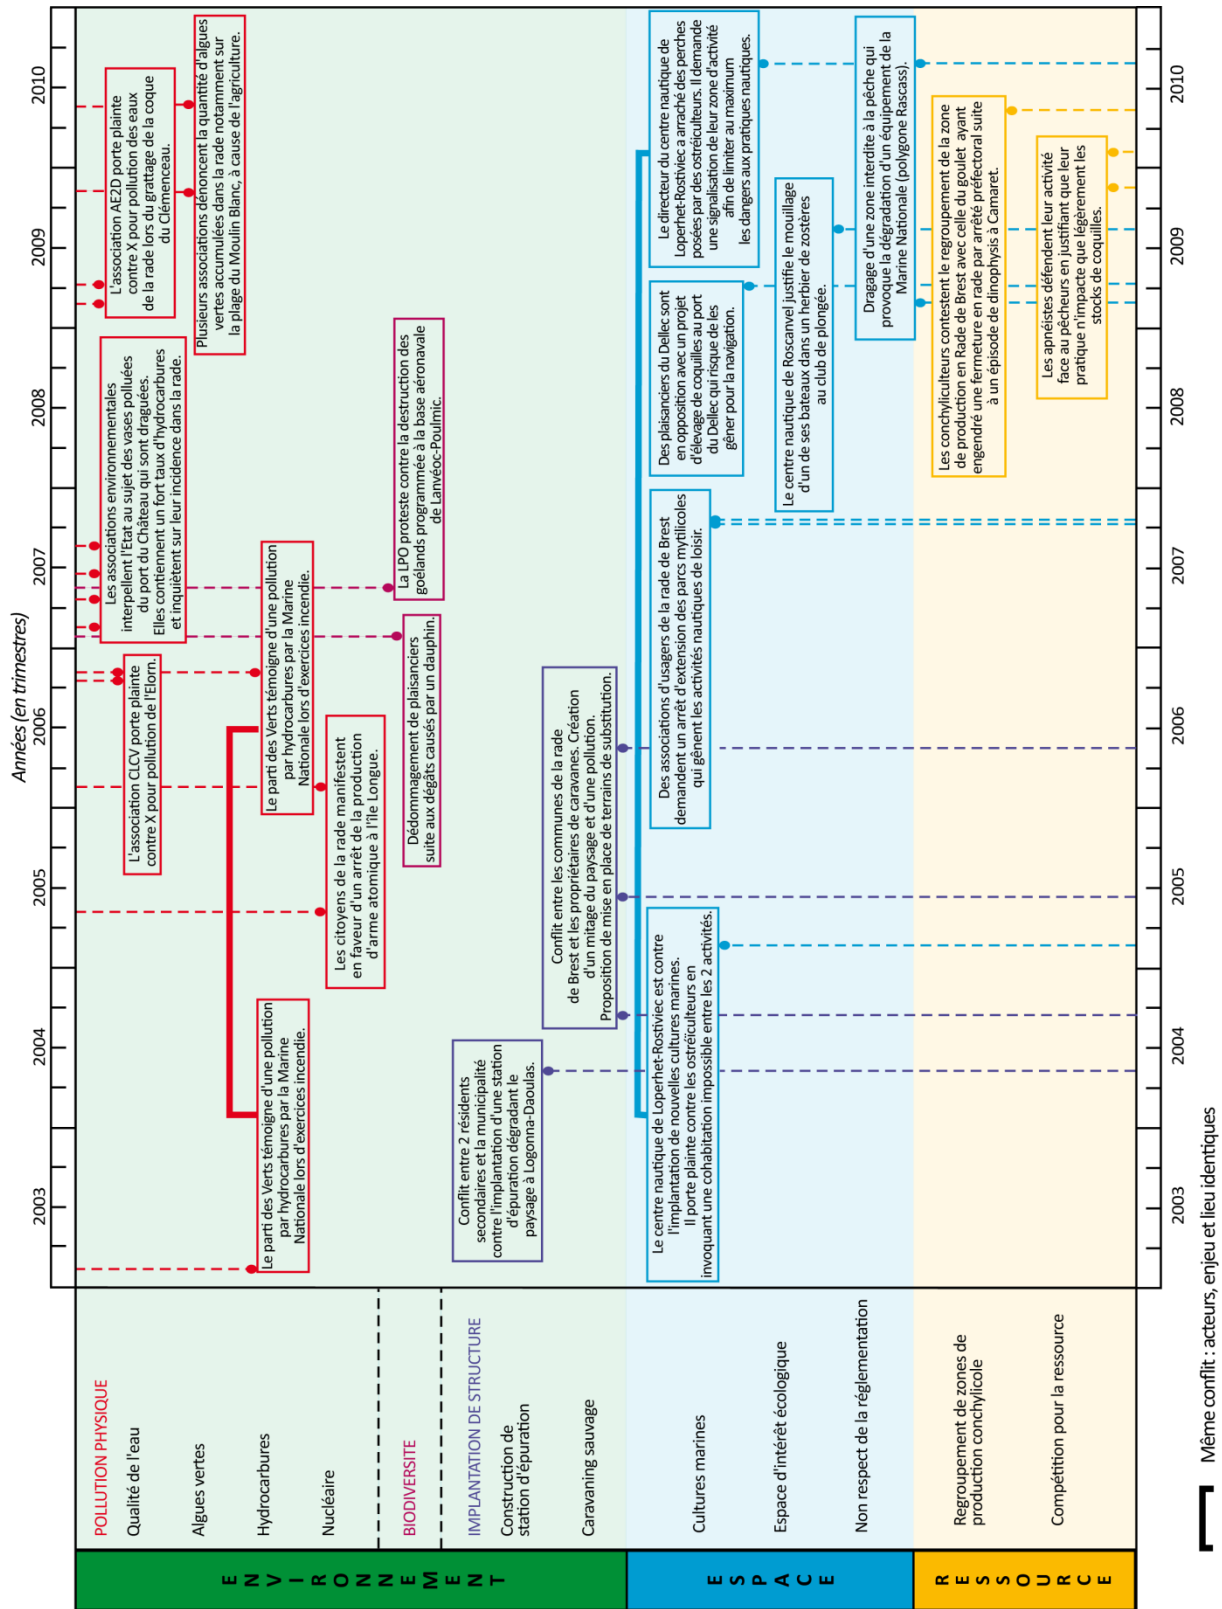 Années (en trimestres)
2003
2004
2005
2006
2007
2008
2009
2010
ENVIRONNEMENT
POLLUTION PHYSIQUE
Qualité de l'eau
L'association CLCV porte plainte
contre X pour pollution de l'Elorn.
Les associations environnementales
interpellent l'Etat au sujet des vases polluées
du port du Château qui sont draguées.
Elles contiennent un fort taux d'hydrocarbures
et inquiètent sur leur incidence dans la rade.
L'association AE2D porte plainte
contre X pour pollution des eaux
de la rade lors du grattage de la coque
du Clémenceau.
Algues vertes
Plusieurs associations dénoncent la quantité d'algues
vertes accumulées dans la rade notamment sur
la plage du Moulin Blanc, à cause de l'agriculture.
Hydrocarbures
Le parti des Verts témoigne d'une pollution
par hydrocarbures par la Marine
Nationale lors d'exercices incendie.
Le parti des Verts témoigne d'une pollution
par hydrocarbures par la Marine
Nationale lors d'exercices incendie.
Nucléaire
Les citoyens de la rade manifestent
en faveur d'un arrêt de la production
d'arme atomique à l'île Longue.
BIODIVERSITE
Dédommagement de plaisanciers
suite aux dégâts causés par un dauphin.
La LPO proteste contre la destruction des
goélands programmée à la base aéronavale
de Lanvéoc-Poulmic.
IMPLANTATION DE STRUCTURE
Construction de
station d'épuration
Conflit entre 2 résidents
secondaires et la municipalité
contre l'implantation d'une station
d'épuration dégradant le
paysage à Logonna-Daoulas.
Caravaning sauvage
Conflit entre les communes de la rade
de Brest et les propriétaires de caravanes. Création
d'un mitage du paysage et d'une pollution.
Proposition de mise en place de terrains de substitution.
ESPACE
Cultures marines
Le centre nautique de Loperhet-Rostiviec est contre
l'implantation de nouvelles cultures marines.
Il porte plainte contre les ostréiculteurs en
invoquant une cohabitation impossible entre les 2 activités.
Des associations d'usagers de la rade de Brest
demandent un arrêt d'extension des parcs mytilicoles
qui gênent les activités nautiques de loisir.
Des plaisanciers du Dellec sont
en opposition avec un projet
d'élevage de coquilles au port
du Dellec qui risque de les
gêner pour la navigation.
Le directeur du centre nautique de
Loperhet-Rostiviec a arraché des perches
posées par des ostréiculteurs. Il demande
une signalisation de leur zone d'activité
afin de limiter au maximum
les dangers aux pratiques nautiques.
Espace d'intérêt écologique
Le centre nautique de Roscanvel justifie le mouillage
d'un de ses bateaux dans un herbier de zostères
au club de plongée.
Non respect de la réglementation
Dragage d'une zone interdite à la pêche qui
provoque la dégradation d'un équipement de la
Marine Nationale (polygone Rascass).
RESSOURCE
Regroupement de zones de
production conchylicole
Les conchyliculteurs contestent le regroupement de la zone
de production en Rade de Brest avec celle du goulet ayant
engendré une fermeture en rade par arrêté préfectoral suite
à un épisode de dinophysis à Camaret.
Compétition pour la ressource
Les apnéistes défendent leur activité
face au pêcheurs en justifiant que leur
pratique n'impacte que légèrement les
stocks de coquilles.
2003
2004
2005
2006
2007
2008
2009
2010
Même conflit : acteurs, enjeu et lieu identiques